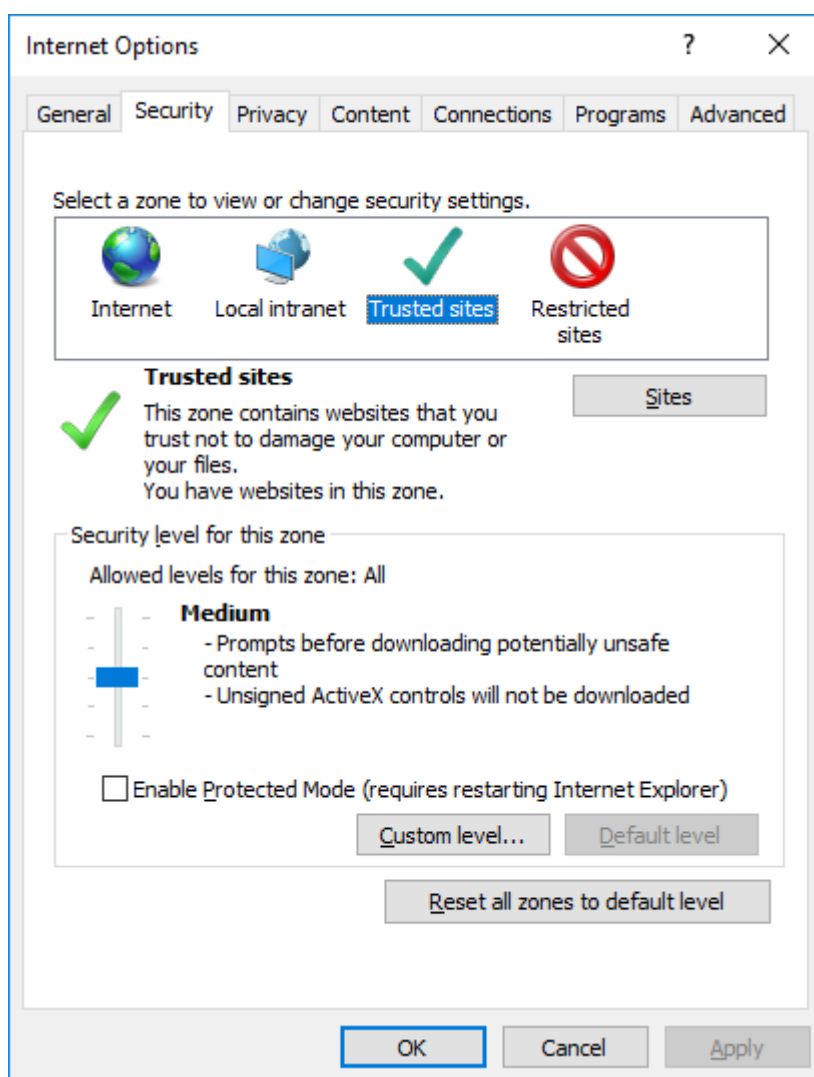 Internet Options
?
General Security Privacy Content Connections Programs Advanced
Select a zone to view or change security settings.
Internet Local intranet Trusted sites Restricted
sites
Trusted sites
Sites
This zone contains websites that you
trust not to damage your computer or
your files.
You have websites in this zone.
Security level for this zone
Allowed levels for this zone: All
Medium
- Prompts before downloading potentially unsafe
content
- Unsigned ActiveX controls will not be downloaded
Enable Protected Mode (requires restarting Internet Explorer)
Custom level... Default level
Reset all zones to default level
OK Cancel Apply